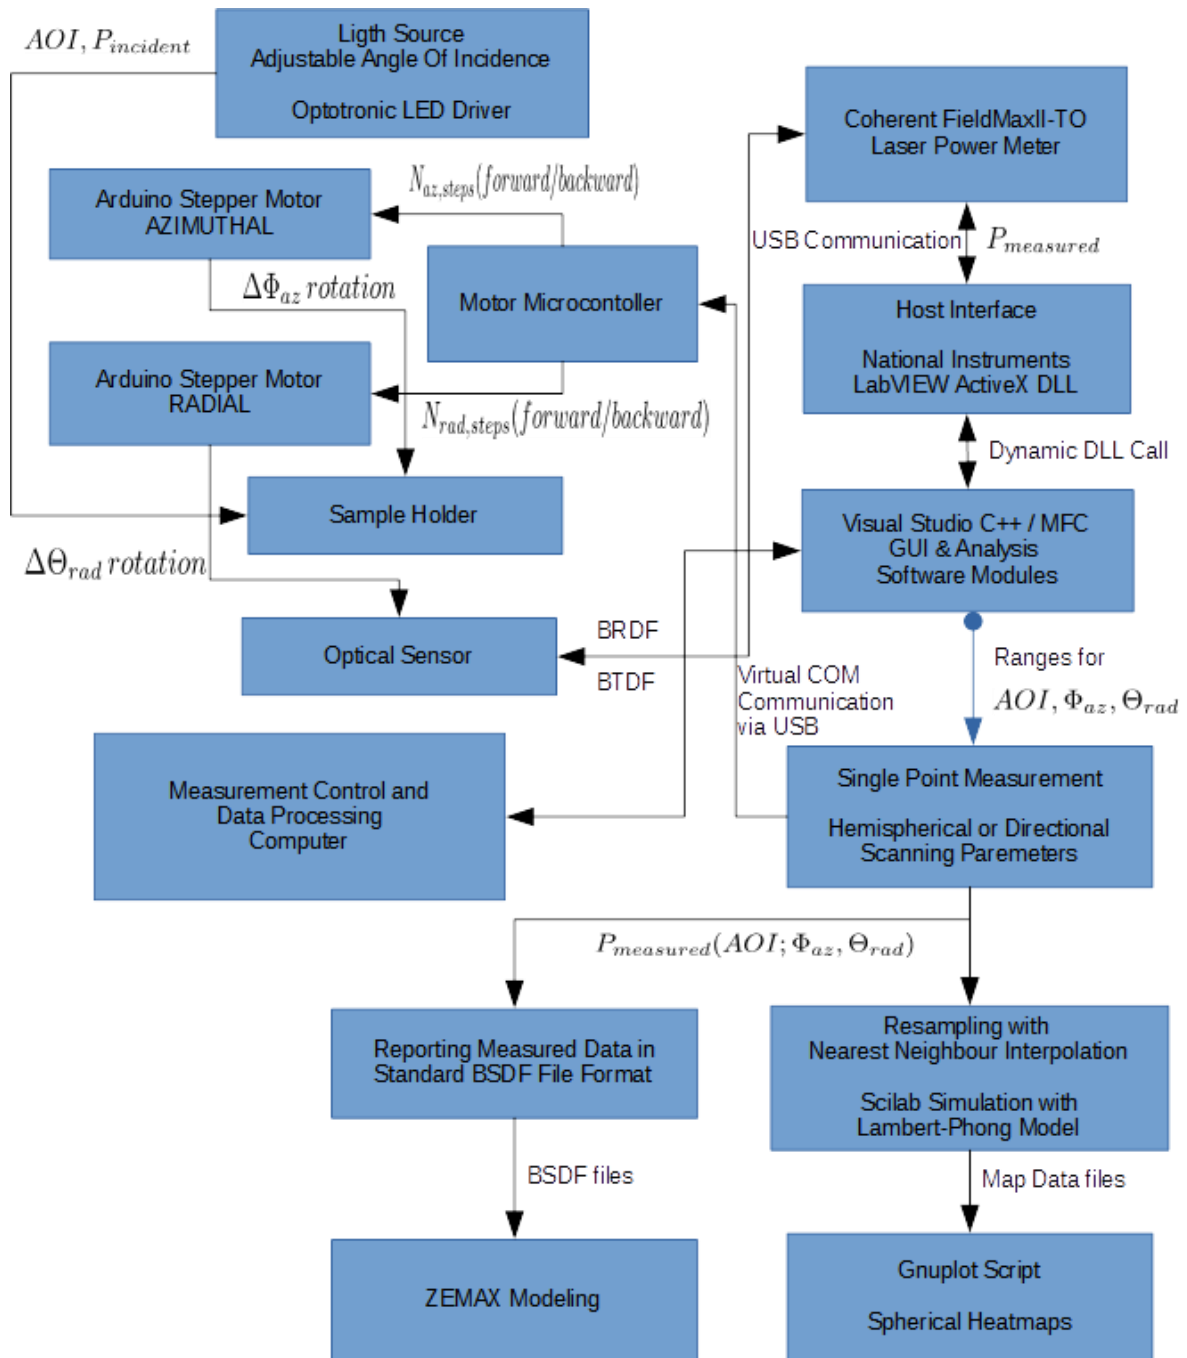 AOI, P_incident
Ligth Source
Adjustable Angle Of Incidence
Optotronic LED Driver
Coherent FieldMaxII-TO
Laser Power Meter
N_az,steps(forward/backward)
Arduino Stepper Motor
AZIMUTHAL
USB Communication
P_measured
ΔΦ_az rotation
Motor Microcontoller
Host Interface
National Instruments
LabVIEW ActiveX DLL
Arduino Stepper Motor
RADIAL
N_rad,steps(forward/backward)
Dynamic DLL Call
Sample Holder
Visual Studio C++ / MFC
GUI & Analysis
Software Modules
ΔΘ_rad rotation
Optical Sensor
BRDF
BTDF
Virtual COM
Communication
via USB
Ranges for
AOI, Φ_az, Θ_rad
Measurement Control and
Data Processing
Computer
Single Point Measurement
Hemispherical or Directional
Scanning Paremeters
P_measured(AOI; Φ_az, Θ_rad)
Reporting Measured Data in
Standard BSDF File Format
Resampling with
Nearest Neighbour Interpolation
Scilab Simulation with
Lambert-Phong Model
BSDF files
Map Data files
ZEMAX Modeling
Gnuplot Script
Spherical Heatmaps